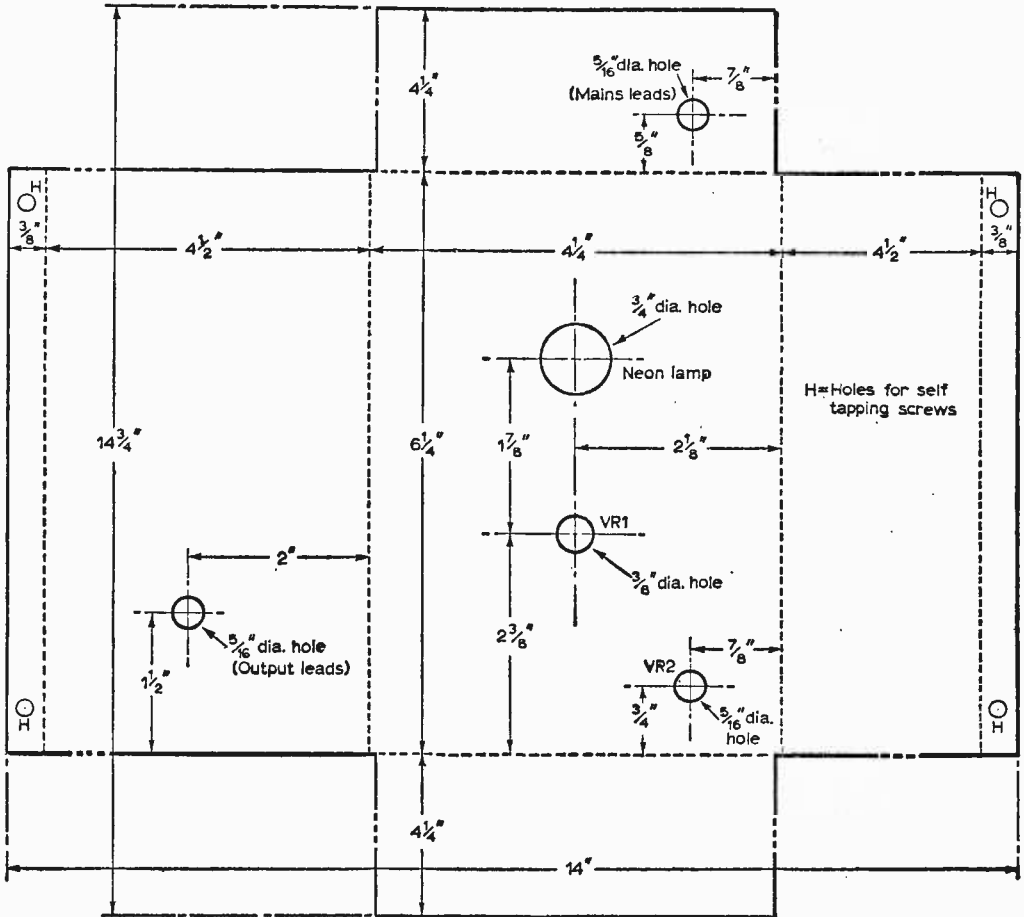 5/16" dia. hole
(Mains leads)
7/8"
4 1/4"
5/8"
H
H
3/8"
4 1/2"
4 1/4"
4 1/2"
3/8"
3/4" dia. hole
Neon lamp
H=Holes for self
tapping screws
14 3/4"
6 1/4"
1 7/8"
2 1/8"
VR1
2"
3/8" dia. hole
5/16" dia. hole
(Output leads)
2 3/8"
1 1/2"
7/8"
VR2
3/4"
5/16" dia.
hole
H
H
4 1/4"
14"